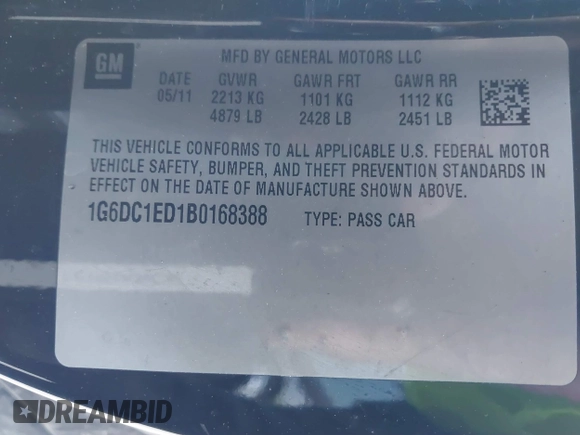 GM
MFD BY GENERAL MOTORS LLC
DATE GVWR GAWR FRT GAWR RR
05/11 2213 KG 1101 KG 1112 KG
4879 LB 2428 LB 2451 LB
THIS VEHICLE CONFORMS TO ALL APPLICABLE U.S. FEDERAL MOTOR
VEHICLE SAFETY, BUMPER, AND THEFT PREVENTION STANDARDS IN
EFFECT ON THE DATE OF MANUFACTURE SHOWN ABOVE.
1G6DC1ED1B0168388 TYPE: PASS CAR
DREAMBID